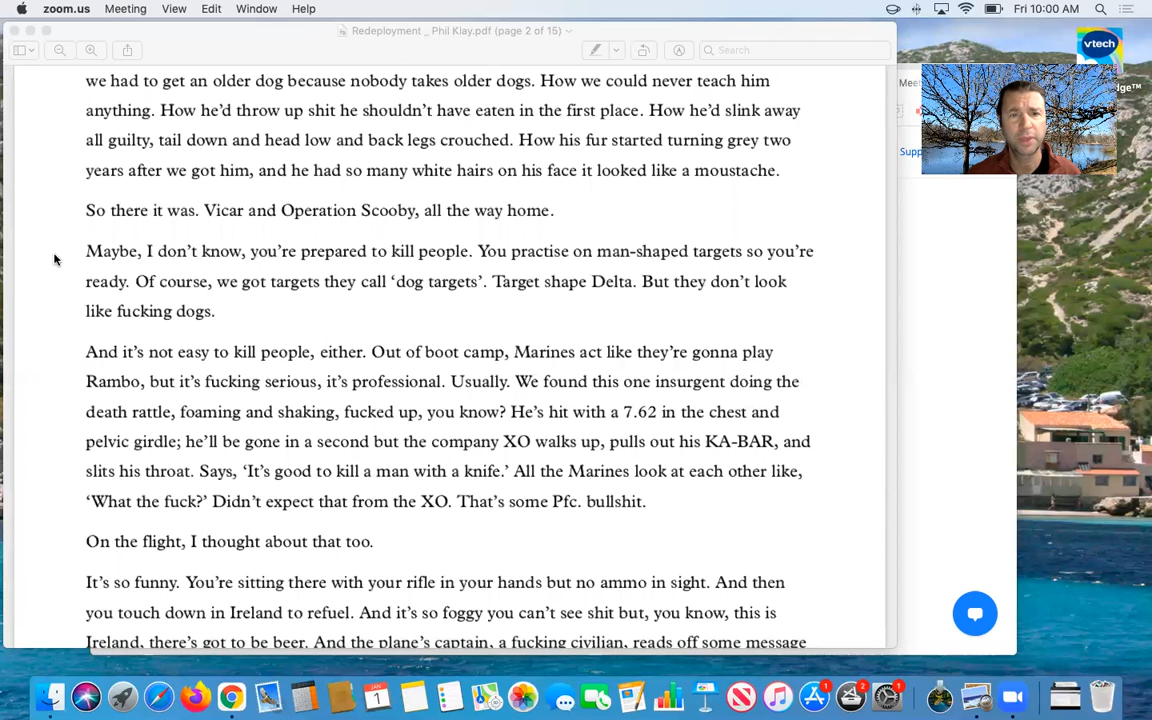 zoom.us Meeting View Edit Window Help Fri 10:00 AM
Redeployment _ Phil Klay.pdf (page 2 of 15)
Search
vtech
we had to get an older dog because nobody takes older dogs. How we could never teach him
anything. How he’d throw up shit he shouldn’t have eaten in the first place. How he’d slink away
all guilty, tail down and head low and back legs crouched. How his fur started turning grey two
years after we got him, and he had so many white hairs on his face it looked like a moustache.
So there it was. Vicar and Operation Scooby, all the way home.
Maybe, I don’t know, you’re prepared to kill people. You practise on man-shaped targets so you’re
ready. Of course, we got targets they call ‘dog targets’. Target shape Delta. But they don’t look
like fucking dogs.
And it’s not easy to kill people, either. Out of boot camp, Marines act like they’re gonna play
Rambo, but it’s fucking serious, it’s professional. Usually. We found this one insurgent doing the
death rattle, foaming and shaking, fucked up, you know? He’s hit with a 7.62 in the chest and
pelvic girdle; he’ll be gone in a second but the company XO walks up, pulls out his KA-BAR, and
slits his throat. Says, ‘It’s good to kill a man with a knife.’ All the Marines look at each other like,
‘What the fuck?’ Didn’t expect that from the XO. That’s some Pfc. bullshit.
On the flight, I thought about that too.
It’s so funny. You’re sitting there with your rifle in your hands but no ammo in sight. And then
you touch down in Ireland to refuel. And it’s so foggy you can’t see shit but, you know, this is
Ireland, there’s got to be beer. And the plane’s captain, a fucking civilian, reads off some message
Mee
dge™
Supp
JAN
1
1
2
1